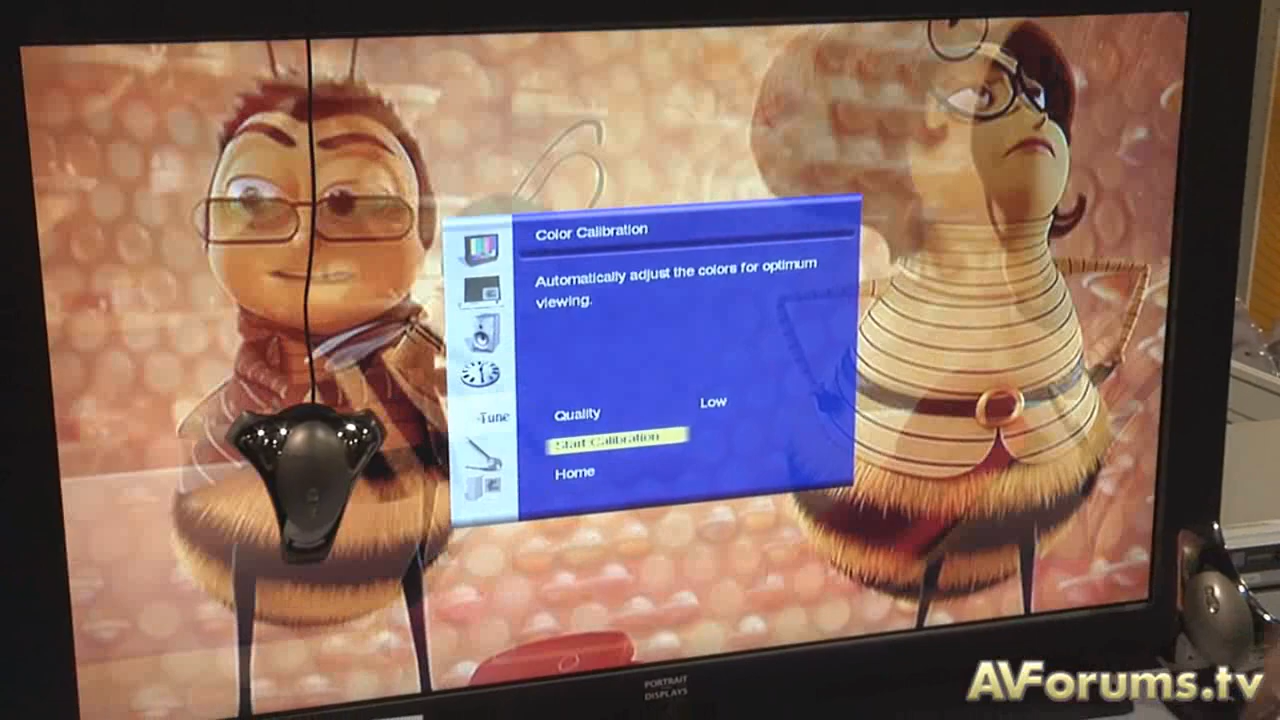 Color Calibration
Automatically adjust the colors for optimum
viewing.
-Tune
Quality Low
Start Calibration
Home
PORTRAIT
DISPLAYS
AVForums.tv